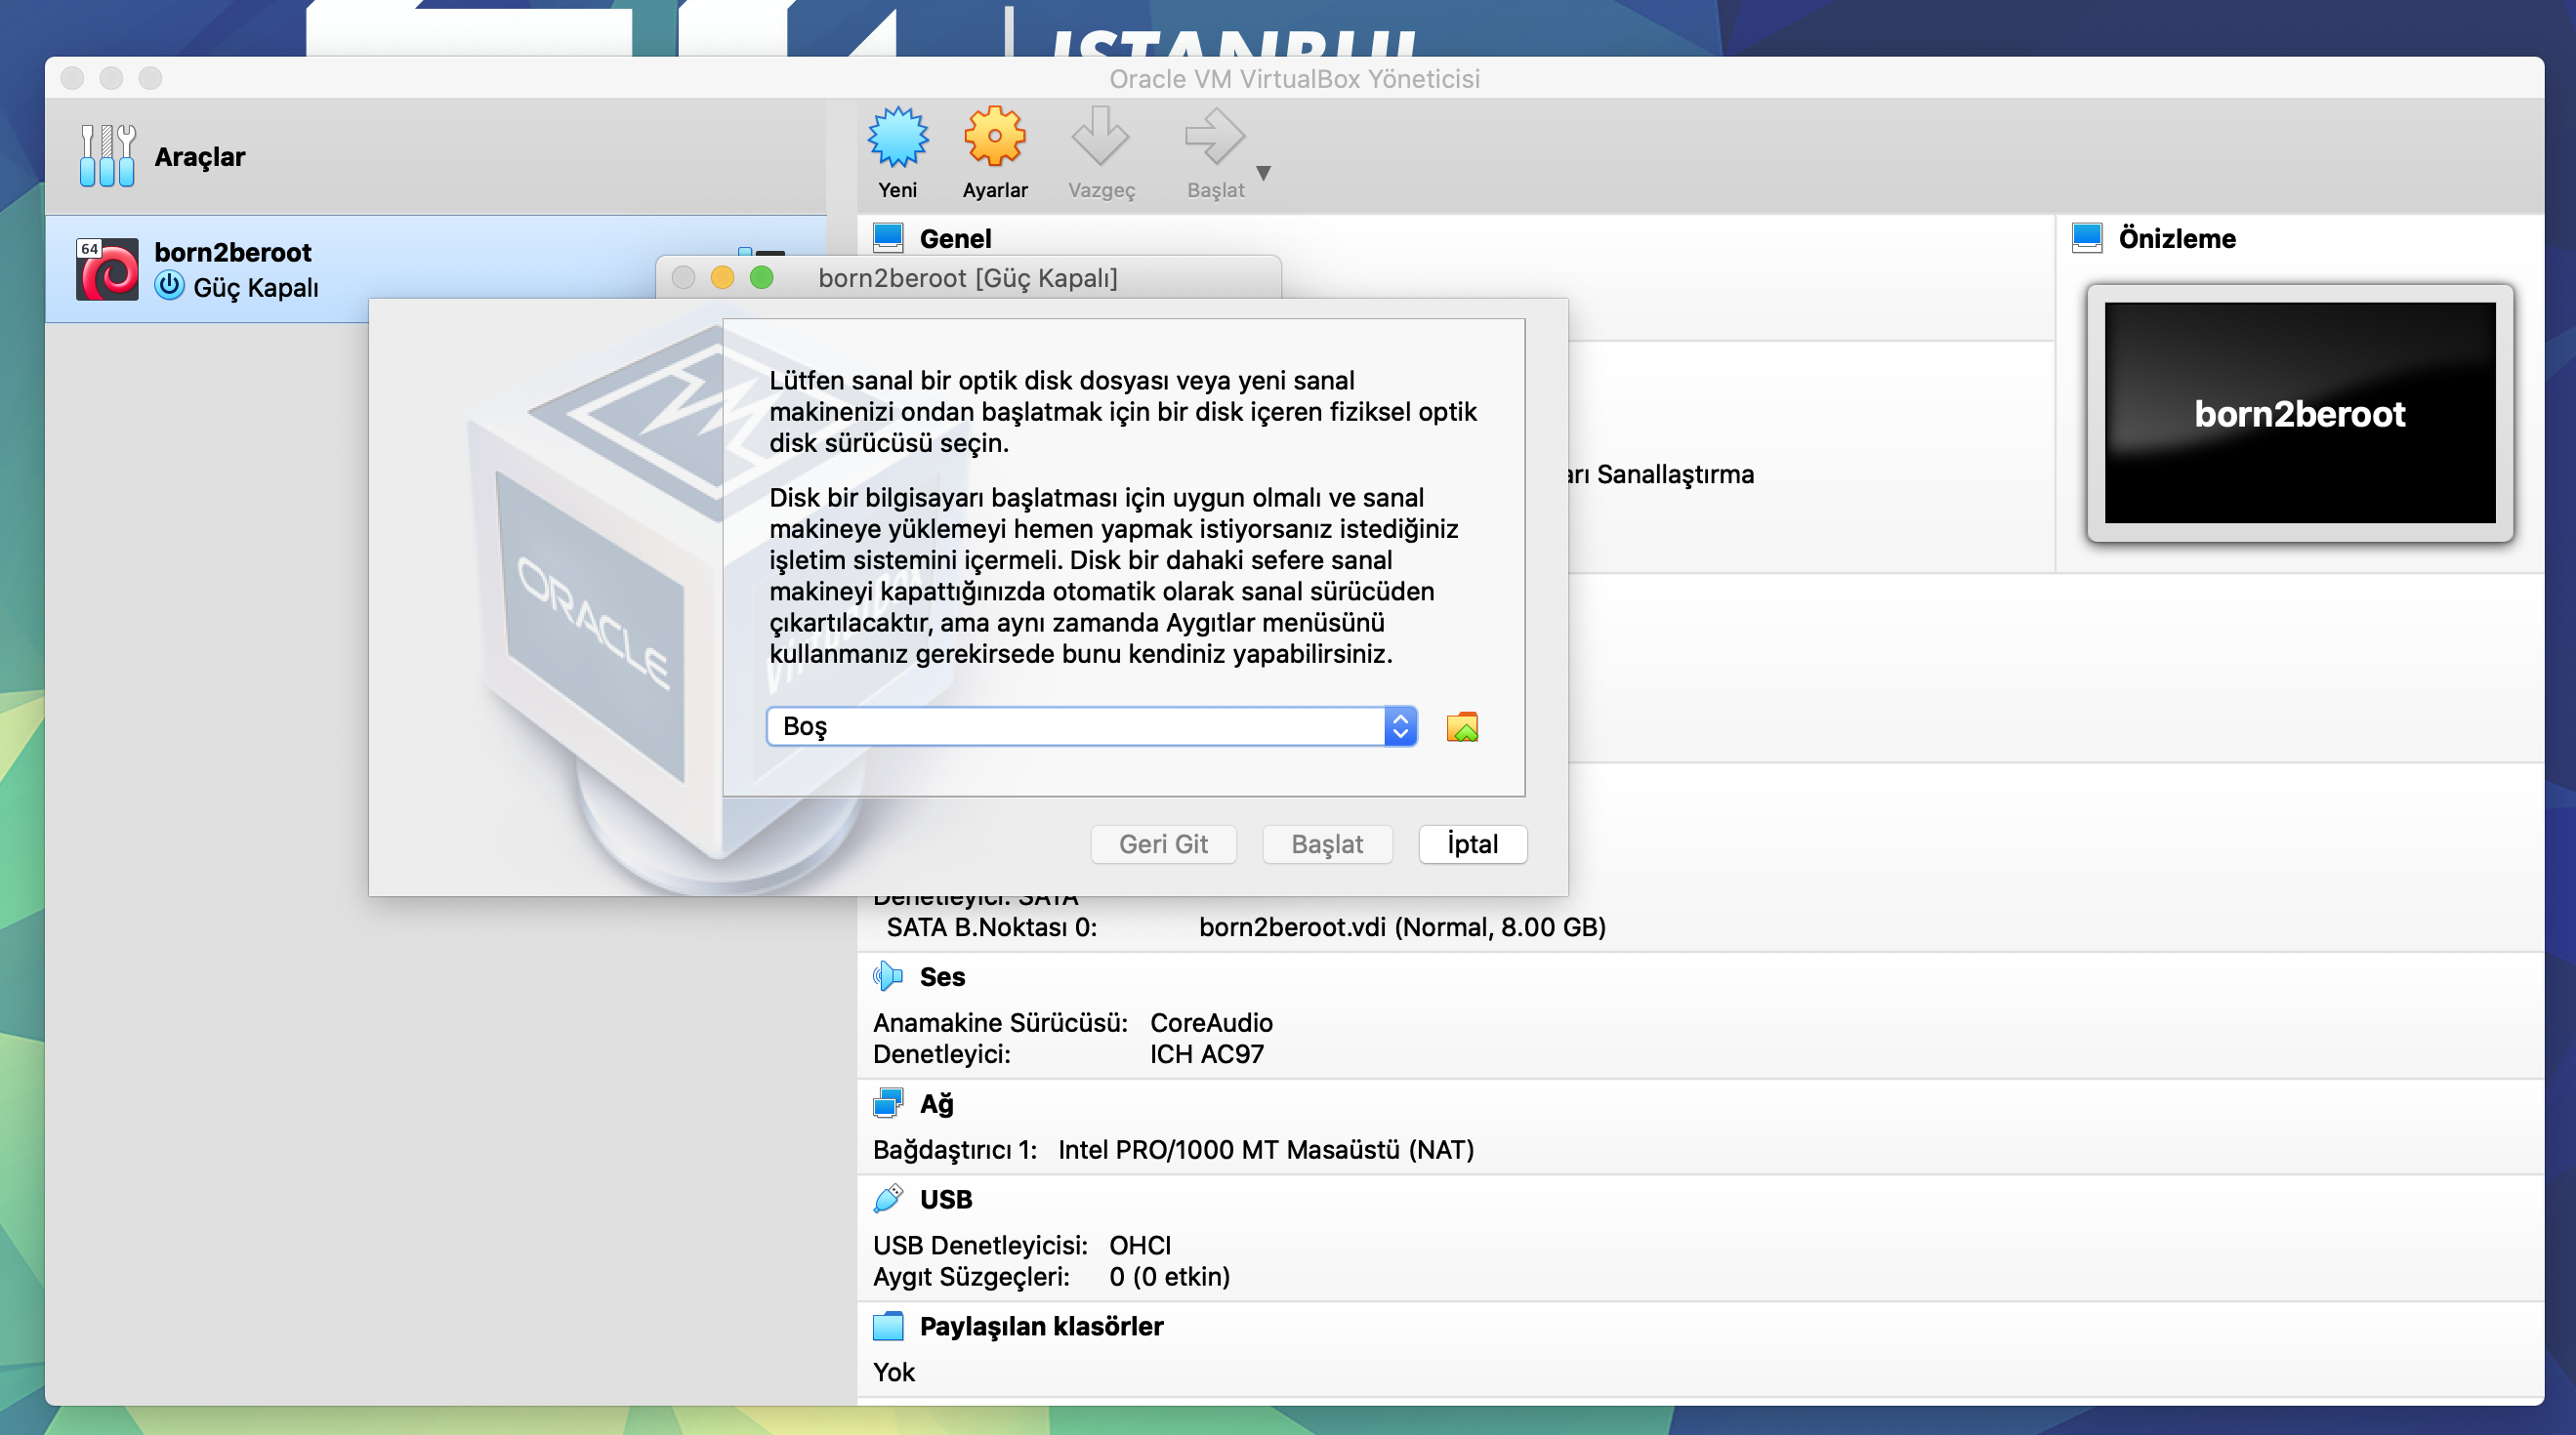 ISTANBUL
Oracle VM VirtualBox Yöneticisi
Araçlar
Yeni
Ayarlar
Vazgeç
Başlat
64
born2beroot
Güç Kapalı
Genel
Önizleme
born2beroot
born2beroot [Güç Kapalı]
Lütfen sanal bir optik disk dosyası veya yeni sanal
makinenizi ondan başlatmak için bir disk içeren fiziksel optik
disk sürücüsü seçin.
Disk bir bilgisayarı başlatması için uygun olmalı ve sanal
makineye yüklemeyi hemen yapmak istiyorsanız istediğiniz
işletim sistemini içermeli. Disk bir dahaki sefere sanal
makineyi kapattığınızda otomatik olarak sanal sürücüden
çıkartılacaktır, ama aynı zamanda Aygıtlar menüsünü
kullanmanız gerekirsede bunu kendiniz yapabilirsiniz.
ORACLE
VirtualBox
Boş
Geri Git
Başlat
İptal
arı Sanallaştırma
Denetleyici: SATA
SATA B.Noktası 0: born2beroot.vdi (Normal, 8.00 GB)
Ses
Anamakine Sürücüsü: CoreAudio
Denetleyici: ICH AC97
Ağ
Bağdaştırıcı 1: Intel PRO/1000 MT Masaüstü (NAT)
USB
USB Denetleyicisi: OHCI
Aygıt Süzgeçleri: 0 (0 etkin)
Paylaşılan klasörler
Yok